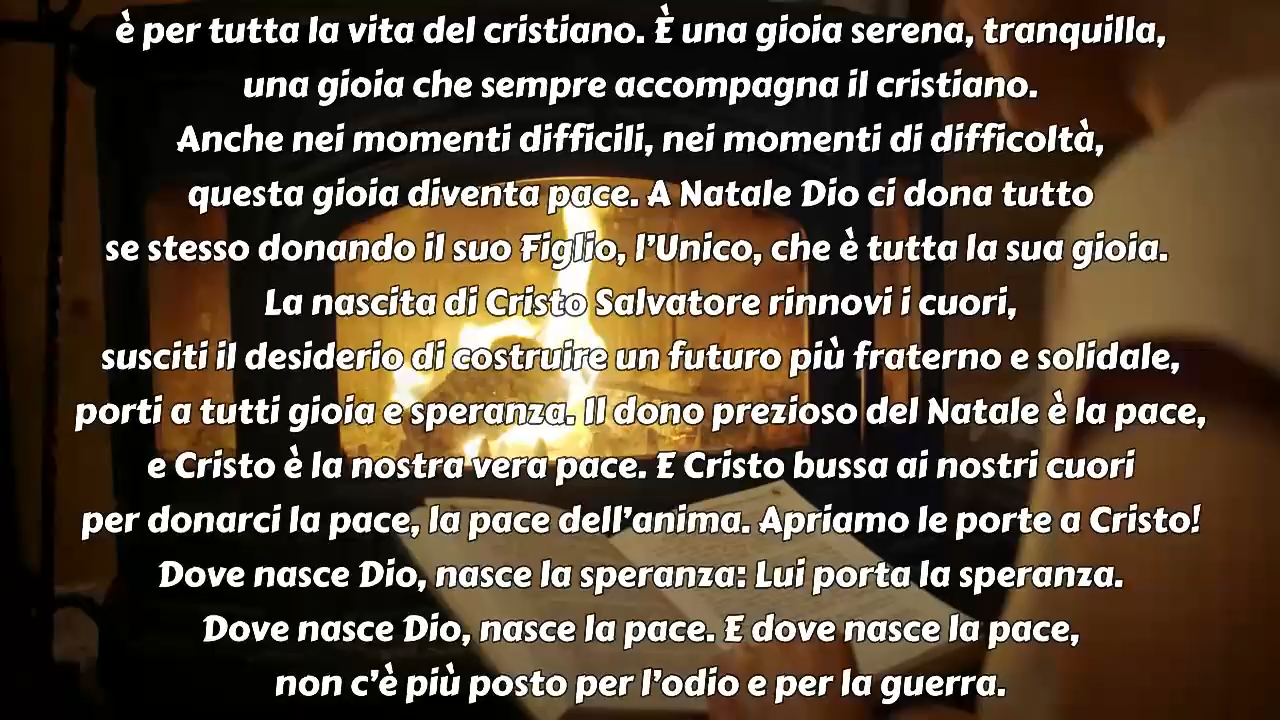 è per tutta la vita del cristiano. È una gioia serena, tranquilla,
una gioia che sempre accompagna il cristiano.
Anche nei momenti difficili, nei momenti di difficoltà,
questa gioia diventa pace. A Natale Dio ci dona tutto
se stesso donando il suo Figlio, l’Unico, che è tutta la sua gioia.
La nascita di Cristo Salvatore rinnovi i cuori,
susciti il desiderio di costruire un futuro più fraterno e solidale,
porti a tutti gioia e speranza. Il dono prezioso del Natale è la pace,
e Cristo è la nostra vera pace. E Cristo bussa ai nostri cuori
per donarci la pace, la pace dell’anima. Apriamo le porte a Cristo!
Dove nasce Dio, nasce la speranza: Lui porta la speranza.
Dove nasce Dio, nasce la pace. E dove nasce la pace,
non c’è più posto per l’odio e per la guerra.